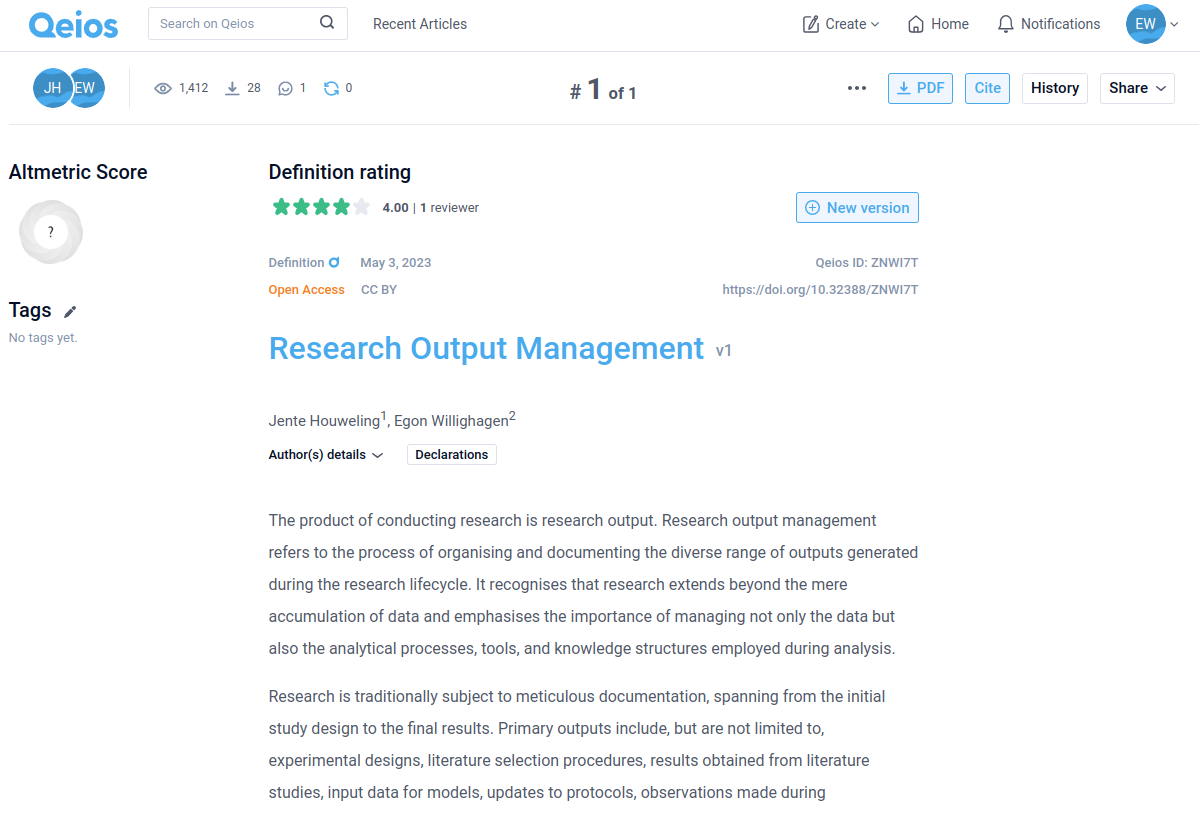 Qeios
Search on Qeios
Recent Articles
Create
Home
Notifications
EW
JH EW
1,412
28
1
0
# 1 of 1
PDF
Cite
History
Share
Altmetric Score
?
Tags
No tags yet.
Definition rating
4.00 | 1 reviewer
New version
Definition
May 3, 2023
Qeios ID: ZNWI7T
Open Access
CC BY
https://doi.org/10.32388/ZNWI7T
Research Output Management v1
Jente Houweling1, Egon Willighagen2
Author(s) details
Declarations
The product of conducting research is research output. Research output management
refers to the process of organising and documenting the diverse range of outputs generated
during the research lifecycle. It recognises that research extends beyond the mere
accumulation of data and emphasises the importance of managing not only the data but
also the analytical processes, tools, and knowledge structures employed during analysis.
Research is traditionally subject to meticulous documentation, spanning from the initial
study design to the final results. Primary outputs include, but are not limited to,
experimental designs, literature selection procedures, results obtained from literature
studies, input data for models, updates to protocols, observations made during